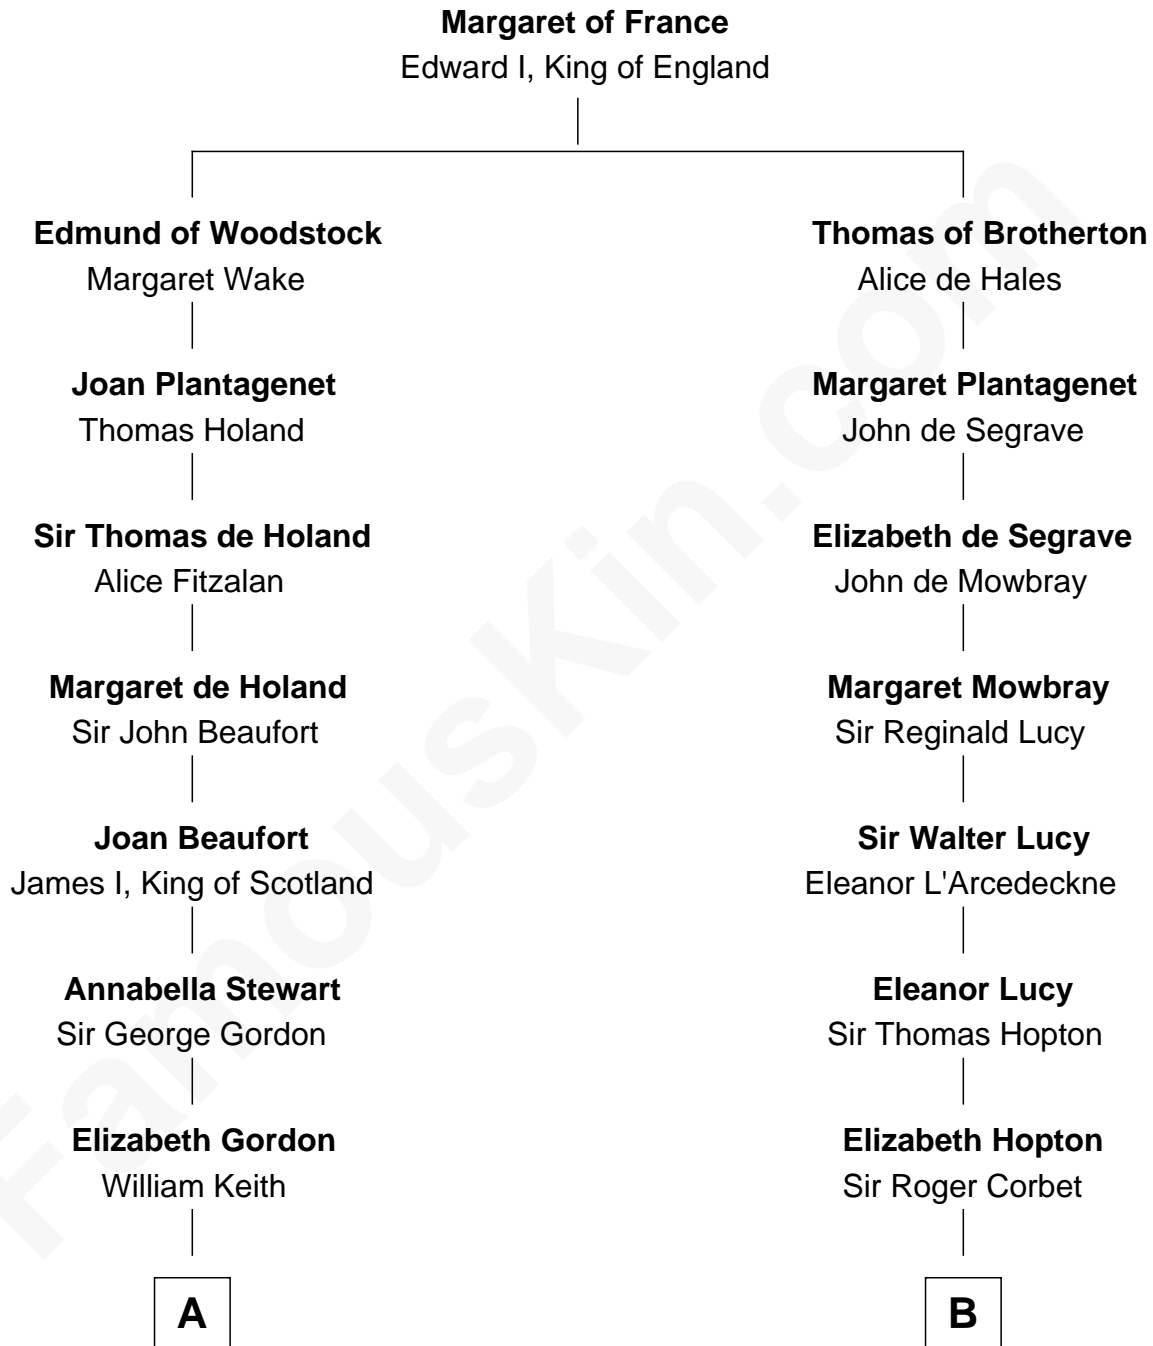 Margaret of France
Edward I, King of England
Edmund of Woodstock
Margaret Wake
Joan Plantagenet
Thomas Holand
Sir Thomas de Holand
Alice Fitzalan
Margaret de Holand
Sir John Beaufort
Joan Beaufort
James I, King of Scotland
Annabella Stewart
Sir George Gordon
Elizabeth Gordon
William Keith
A
Thomas of Brotherton
Alice de Hales
Margaret Plantagenet
John de Segrave
Elizabeth de Segrave
John de Mowbray
Margaret Mowbray
Sir Reginald Lucy
Sir Walter Lucy
Eleanor L'Arcedeckne
Eleanor Lucy
Sir Thomas Hopton
Elizabeth Hopton
Sir Roger Corbet
B
FamousKin.com